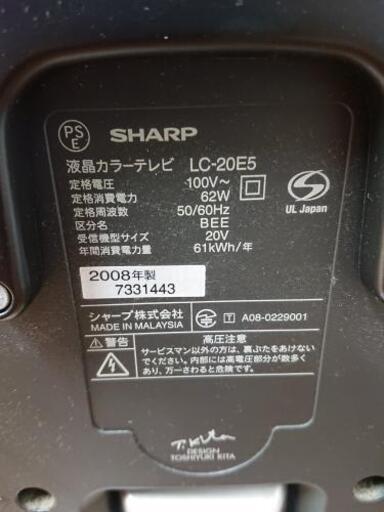 PS
E
SHARP
液晶カラーテレビ LC-20E5
定格電圧 100V~
定格消費電力 62W
定格周波数 50/60Hz
区分名 BEE
受信機型サイズ 20V
年間消費電力量 61kWh/年
UL Japan
2008年製
7331443
シャープ株式会社
MADE IN MALAYSIA
T A08-0229001
警告 高圧注意
サービスマン以外の方は、裏ぶたをあけないで
ください。内部には高電圧部分が数多く
あり、万一さわると危険です。
T.Kita
DESIGN
TOSHIYUKI KITA